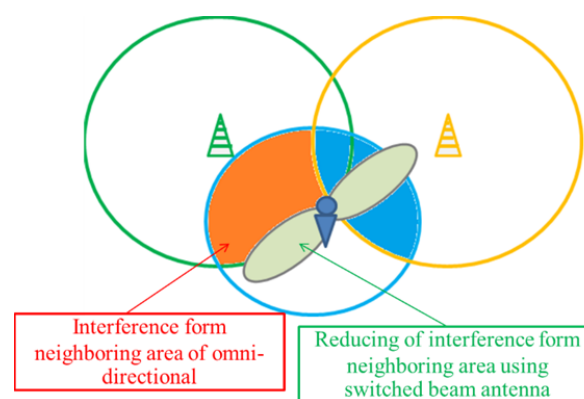 Interference form
neighboring area of omni-
directional
Reducing of interference form
neighboring area using
switched beam antenna